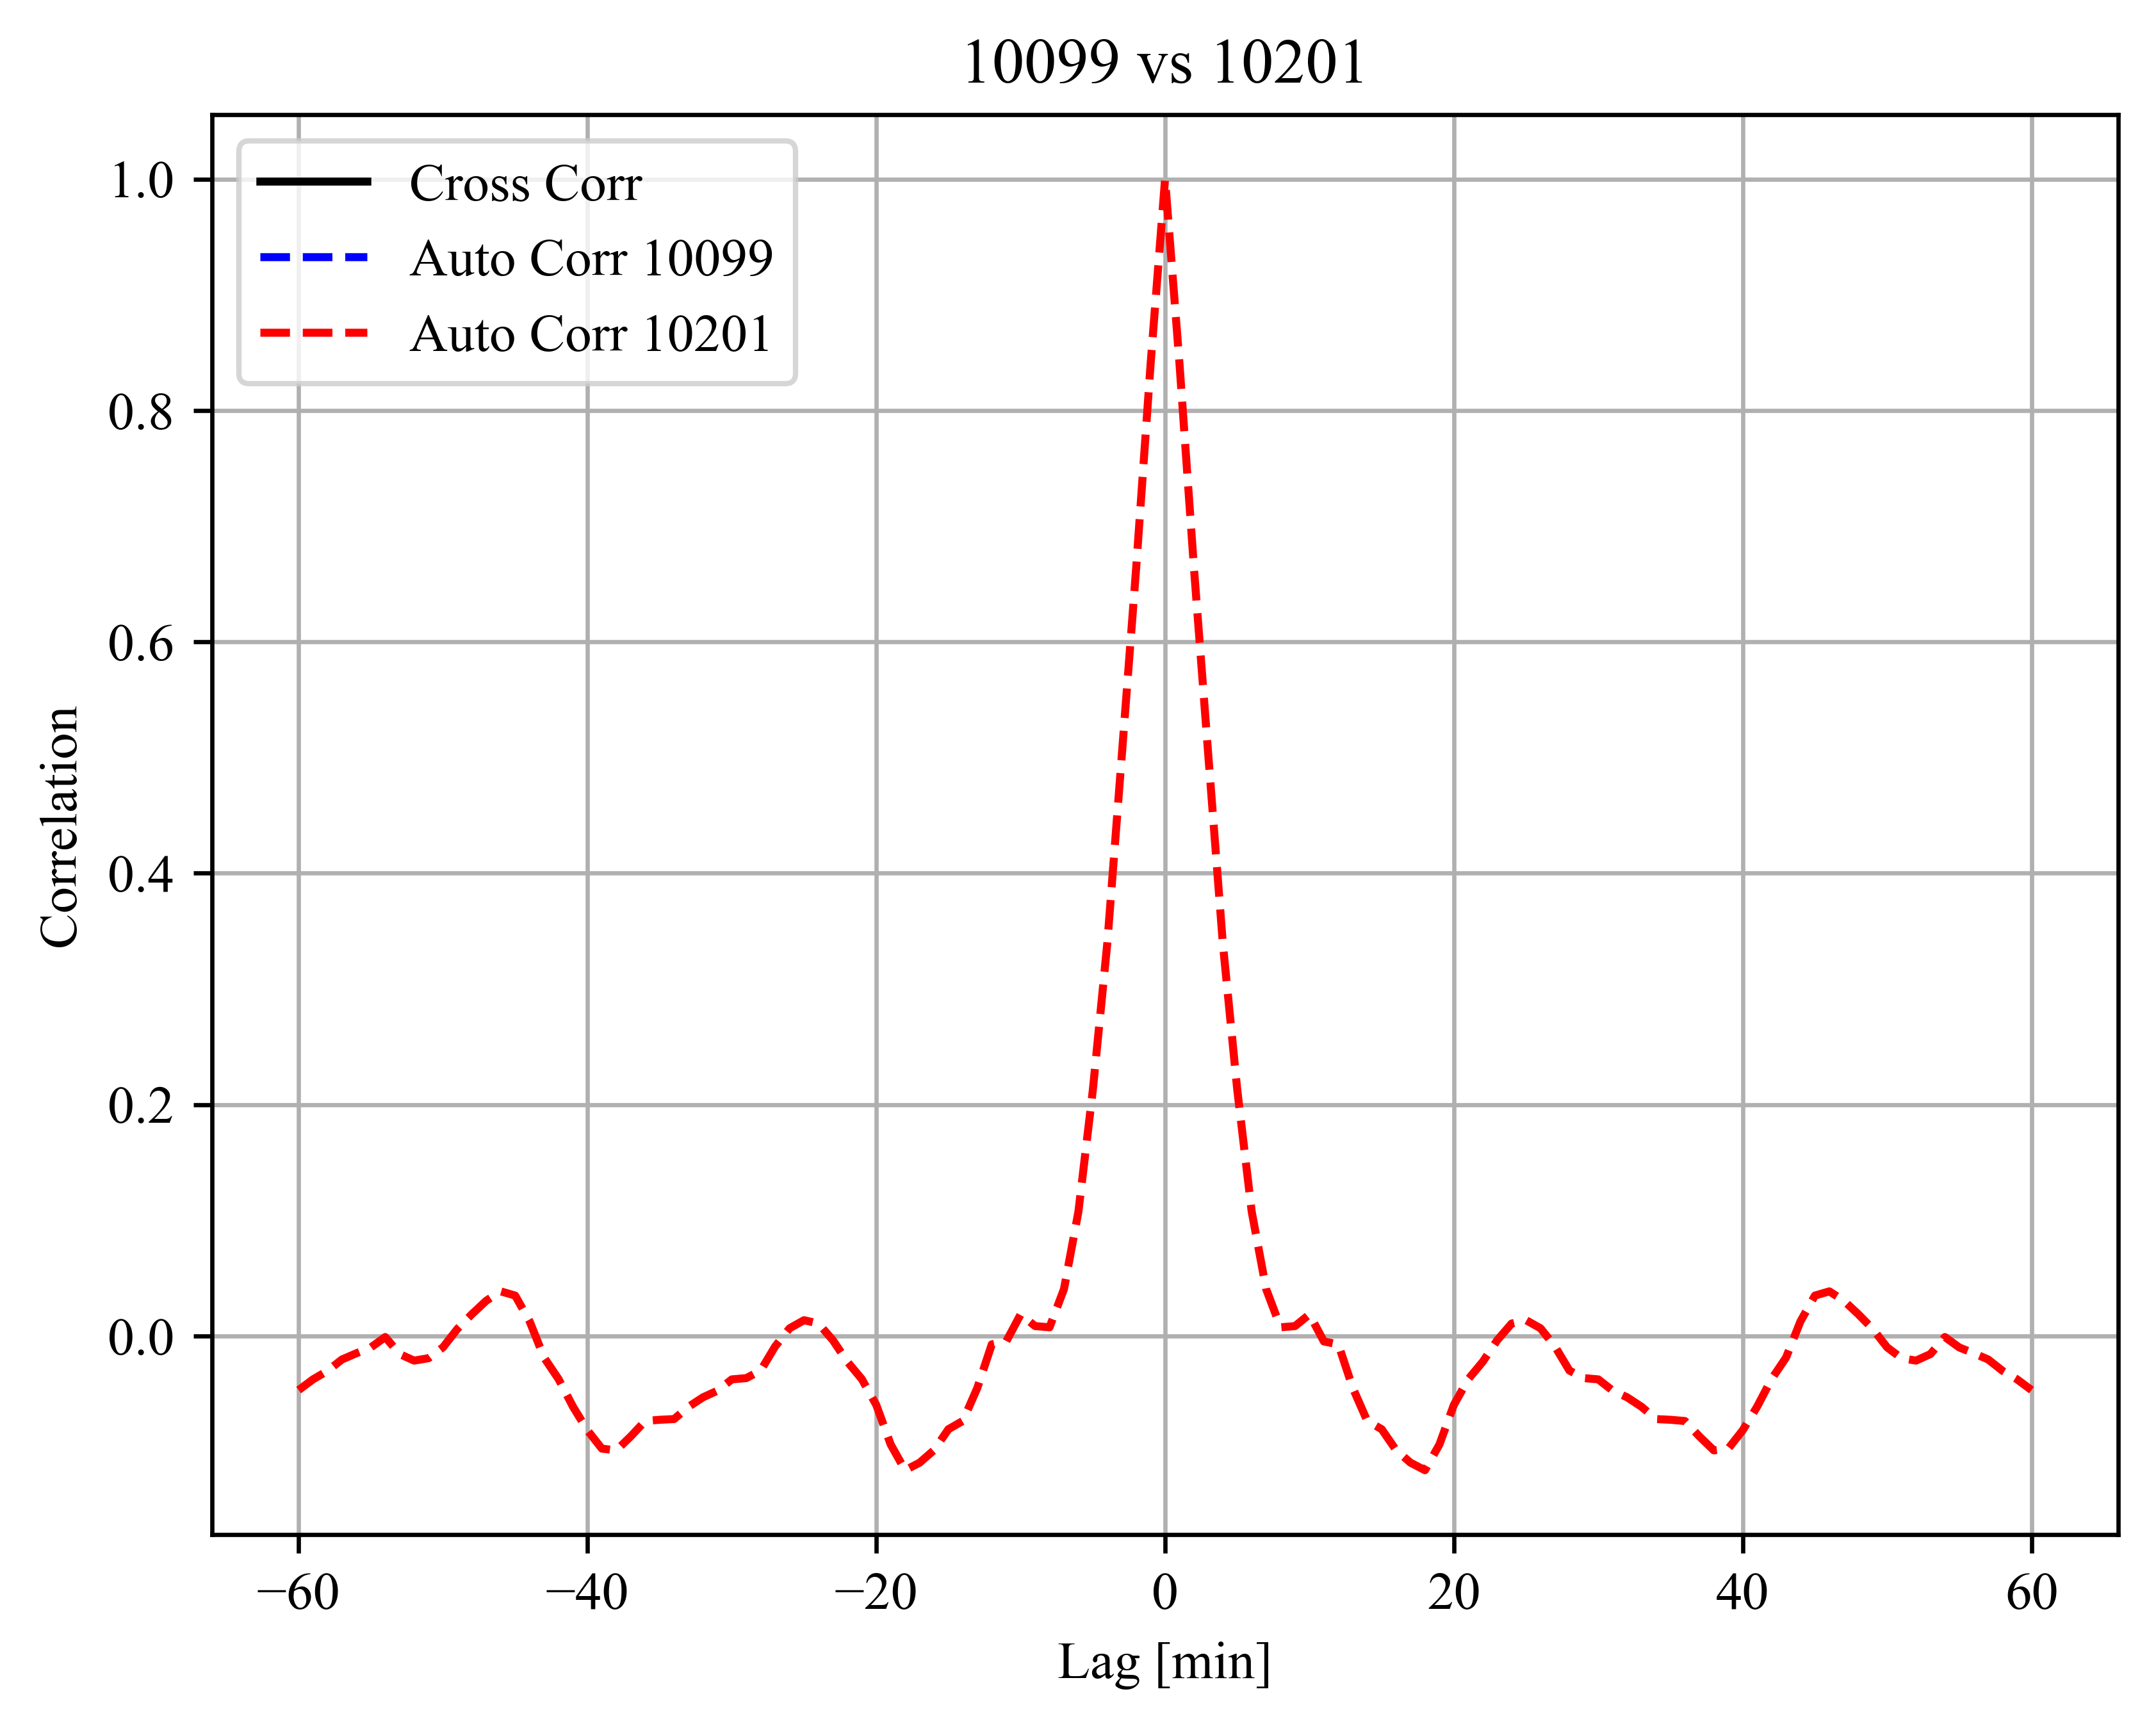 10099 vs 10201
Cross Corr
Auto Corr 10099
Auto Corr 10201
1.0
0.8
0.6
0.4
0.2
0.0
Correlation
−60
−40
−20
0
20
40
60
Lag [min]